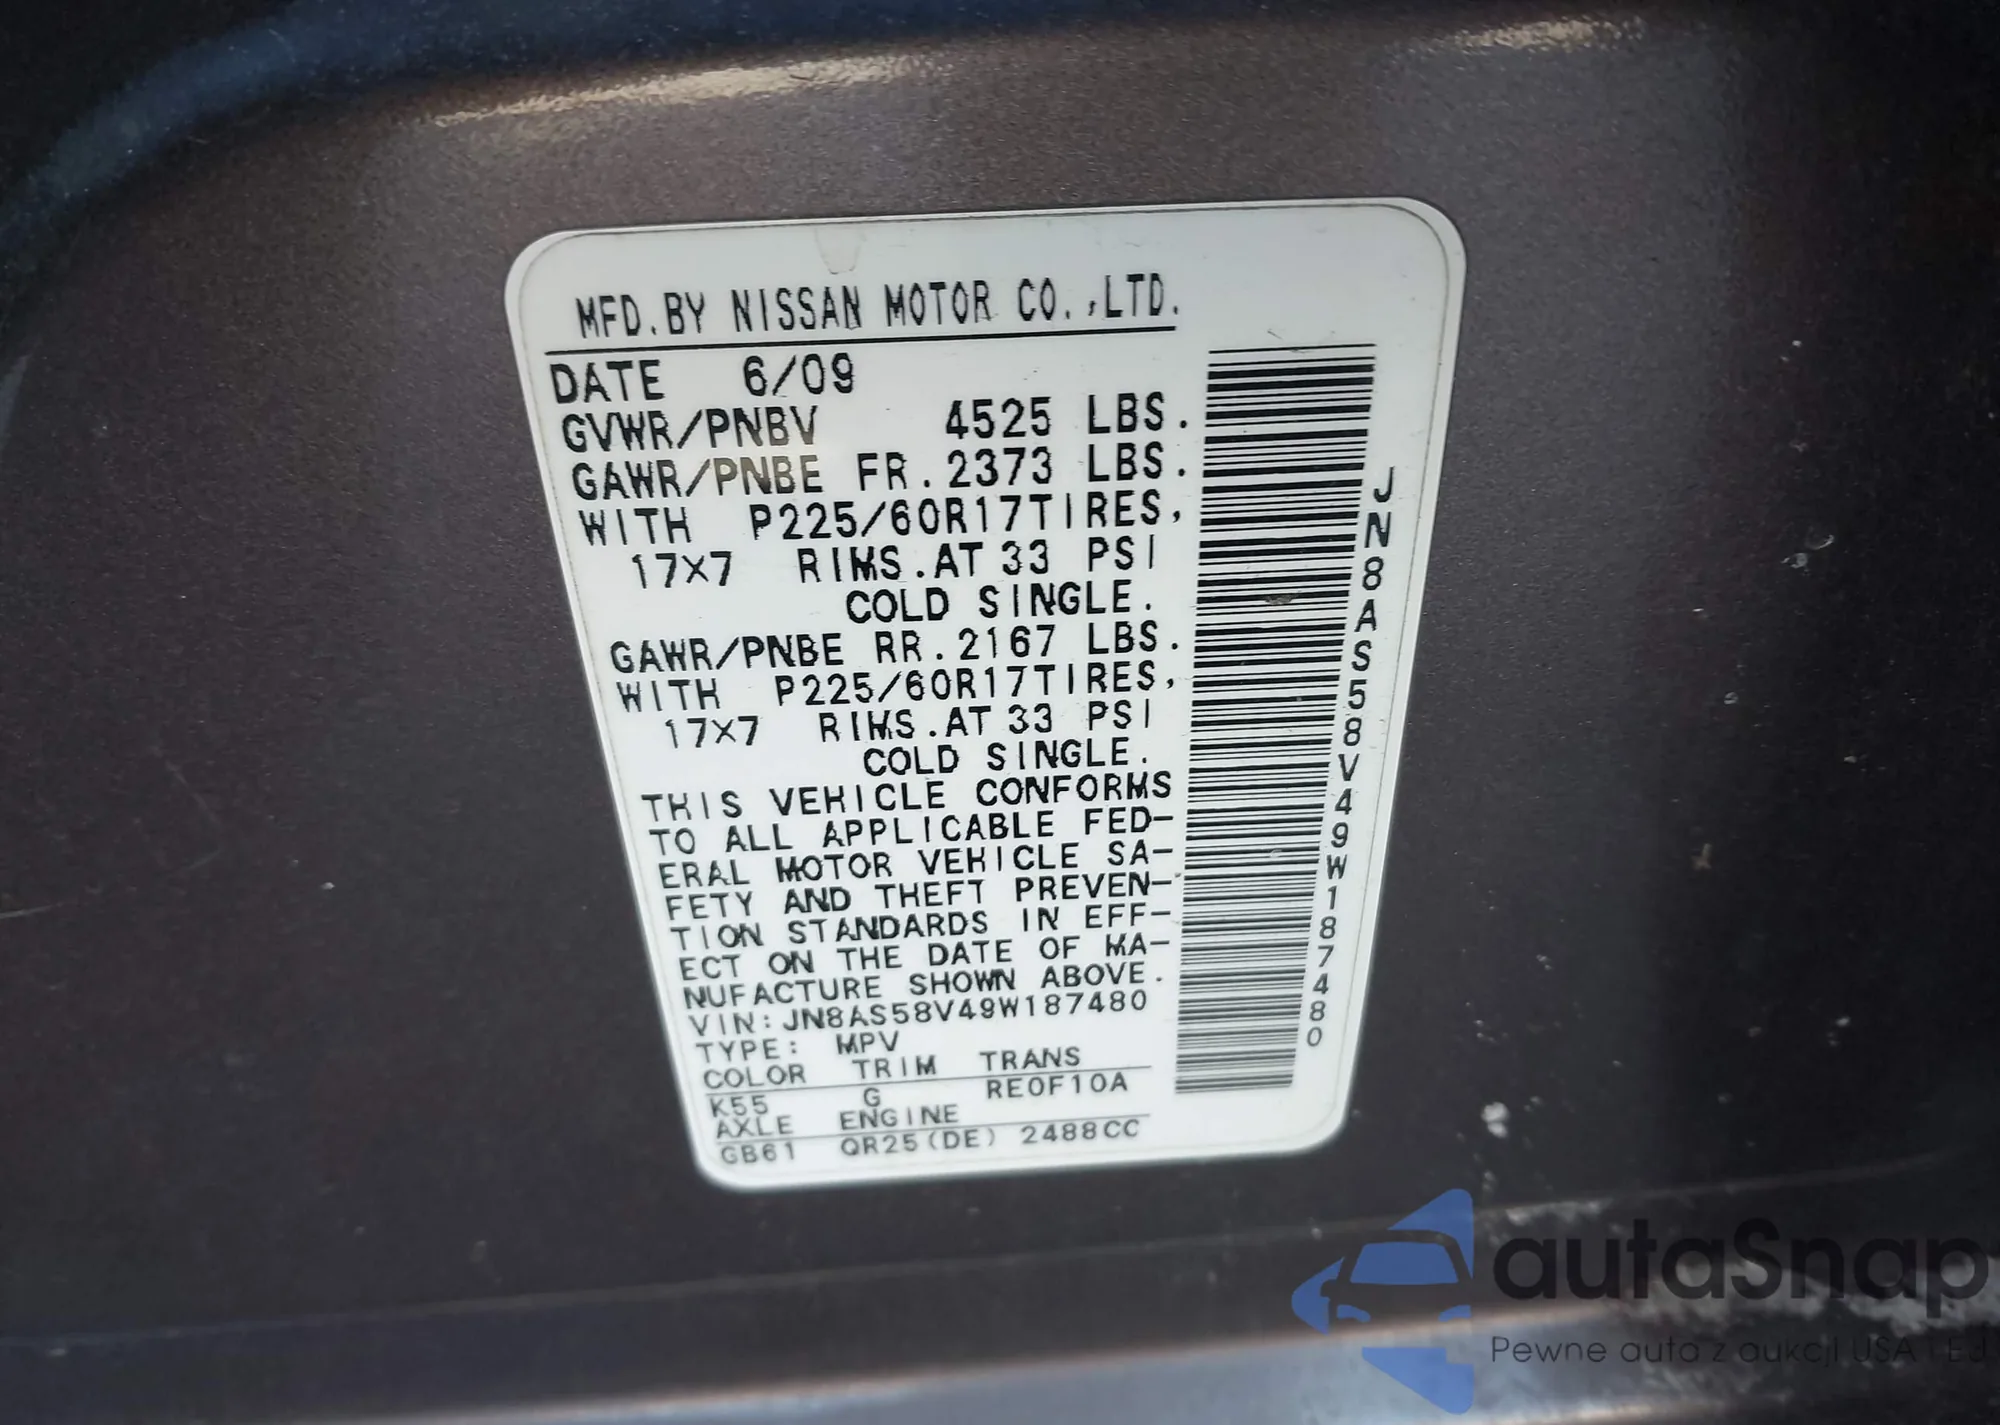 MFD.BY NISSAN MOTOR CO.,LTD.
DATE 6/09
GVWR/PNBV 4525 LBS.
GAWR/PNBE FR.2373 LBS.
WITH P225/60R17TIRES,
17X7 RIMS.AT 33 PSI
COLD SINGLE.
GAWR/PNBE RR.2167 LBS.
WITH P225/60R17TIRES,
17X7 RIMS.AT 33 PSI
COLD SINGLE.
THIS VEHICLE CONFORMS
TO ALL APPLICABLE FED-
ERAL MOTOR VEHICLE SA-
FETY AND THEFT PREVEN-
TION STANDARDS IN EFF-
ECT ON THE DATE OF MA-
NUFACTURE SHOWN ABOVE.
VIN:JN8AS58V49W187480
TYPE: MPV
COLOR TRIM TRANS
K55 G RE0F10A
AXLE ENGINE
GB61 QR25(DE) 2488CC
JN8AS58V49W187480
autaSnap
Pewne auta z aukcji USA i EU